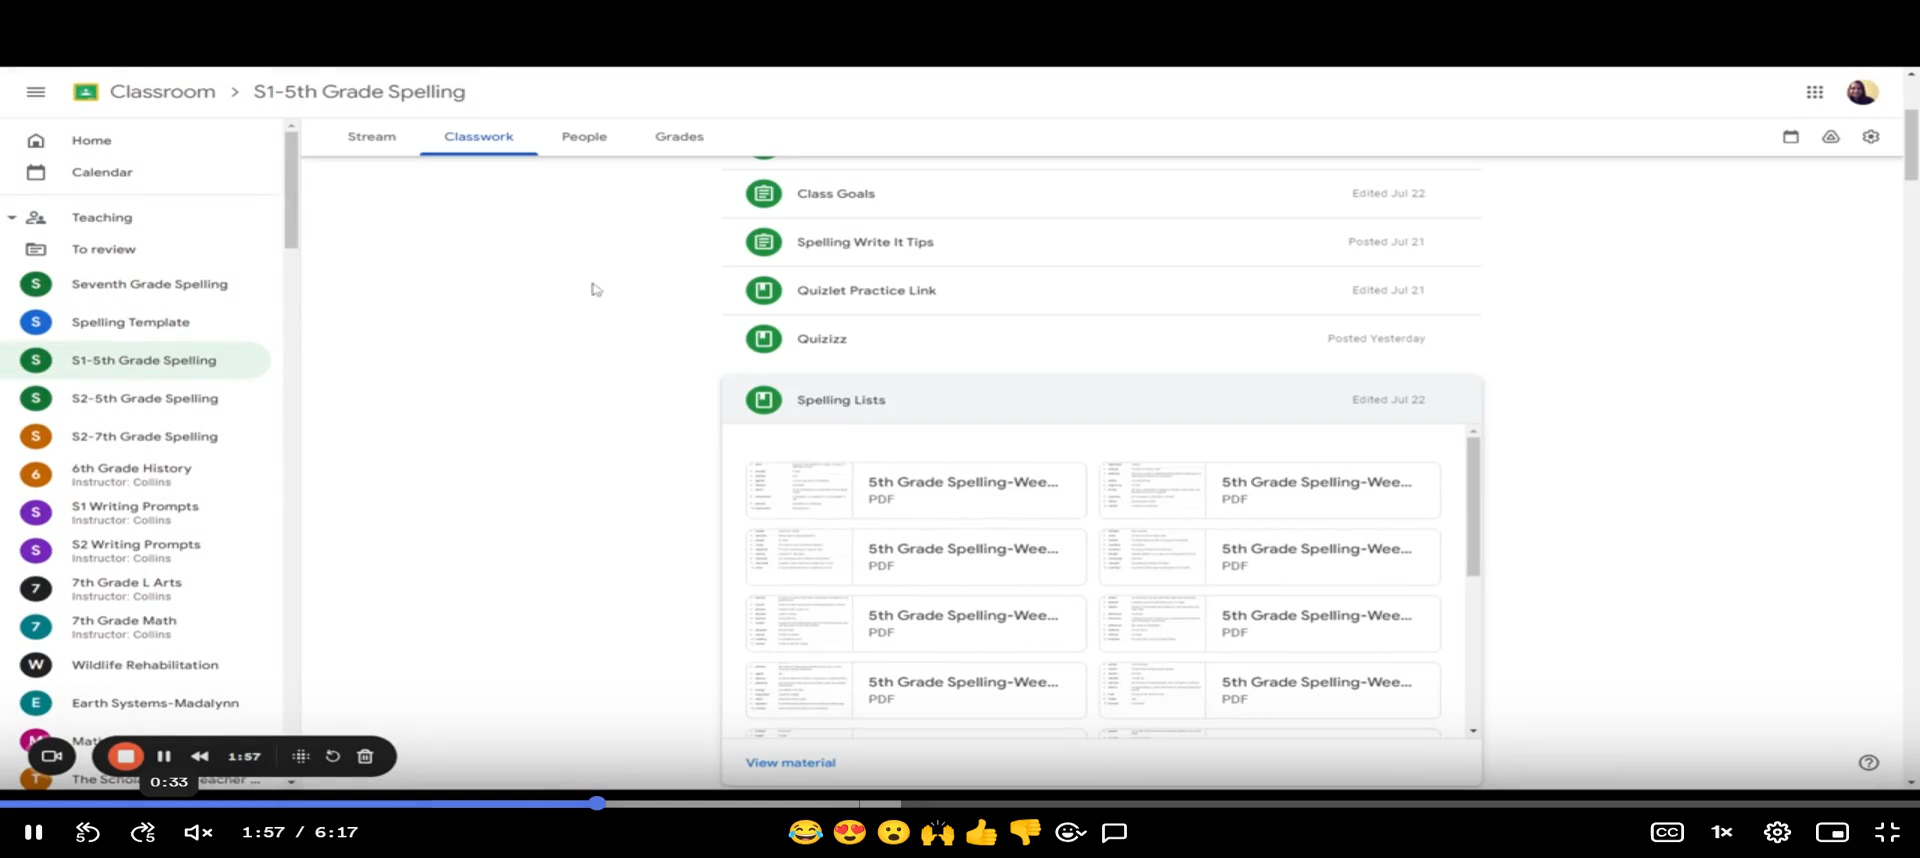 Classroom > S1-5th Grade Spelling
Home
Calendar
Teaching
To review
S Seventh Grade Spelling
S Spelling Template
S S1-5th Grade Spelling
S S2-5th Grade Spelling
S S2-7th Grade Spelling
6 6th Grade History
Instructor: Collins
S S1 Writing Prompts
Instructor: Collins
S S2 Writing Prompts
Instructor: Collins
7 7th Grade L Arts
Instructor: Collins
7 7th Grade Math
Instructor: Collins
W Wildlife Rehabilitation
E Earth Systems-Madalynn
Stream Classwork People Grades
Class Goals Edited Jul 22
Spelling Write It Tips Posted Jul 21
Quizlet Practice Link Edited Jul 21
Quizizz Posted Yesterday
Spelling Lists Edited Jul 22
5th Grade Spelling-Wee... 5th Grade Spelling-Wee...
PDF PDF
5th Grade Spelling-Wee... 5th Grade Spelling-Wee...
PDF PDF
5th Grade Spelling-Wee... 5th Grade Spelling-Wee...
PDF PDF
5th Grade Spelling-Wee... 5th Grade Spelling-Wee...
PDF PDF
View material
1:57
0:33
1:57 / 6:17
5 5
CC 1x